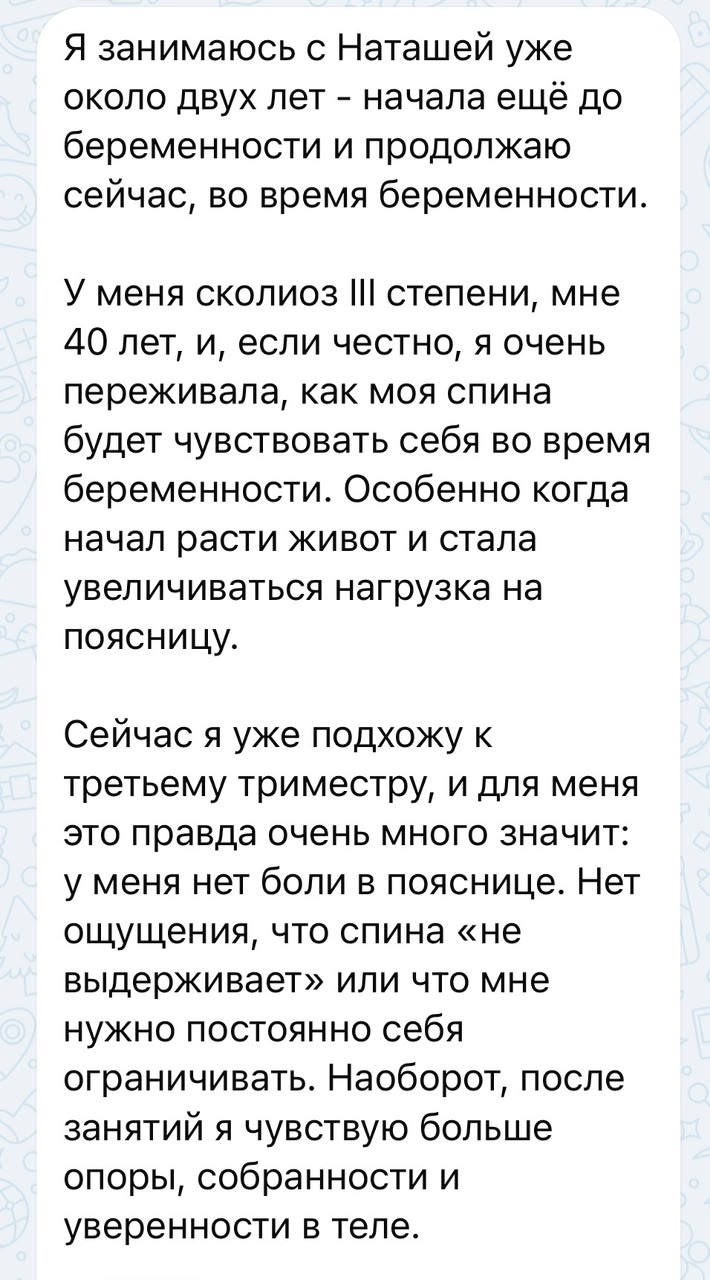 Я занимаюсь с Наташей уже
около двух лет - начала ещё до
беременности и продолжаю
сейчас, во время беременности.
У меня сколиоз III степени, мне
40 лет, и, если честно, я очень
переживала, как моя спина
будет чувствовать себя во время
беременности. Особенно когда
начал расти живот и стала
увеличиваться нагрузка на
поясницу.
Сейчас я уже подхожу к
третьему триместру, и для меня
это правда очень много значит:
у меня нет боли в пояснице. Нет
ощущения, что спина «не
выдерживает» или что мне
нужно постоянно себя
ограничивать. Наоборот, после
занятий я чувствую больше
опоры, собранности и
уверенности в теле.